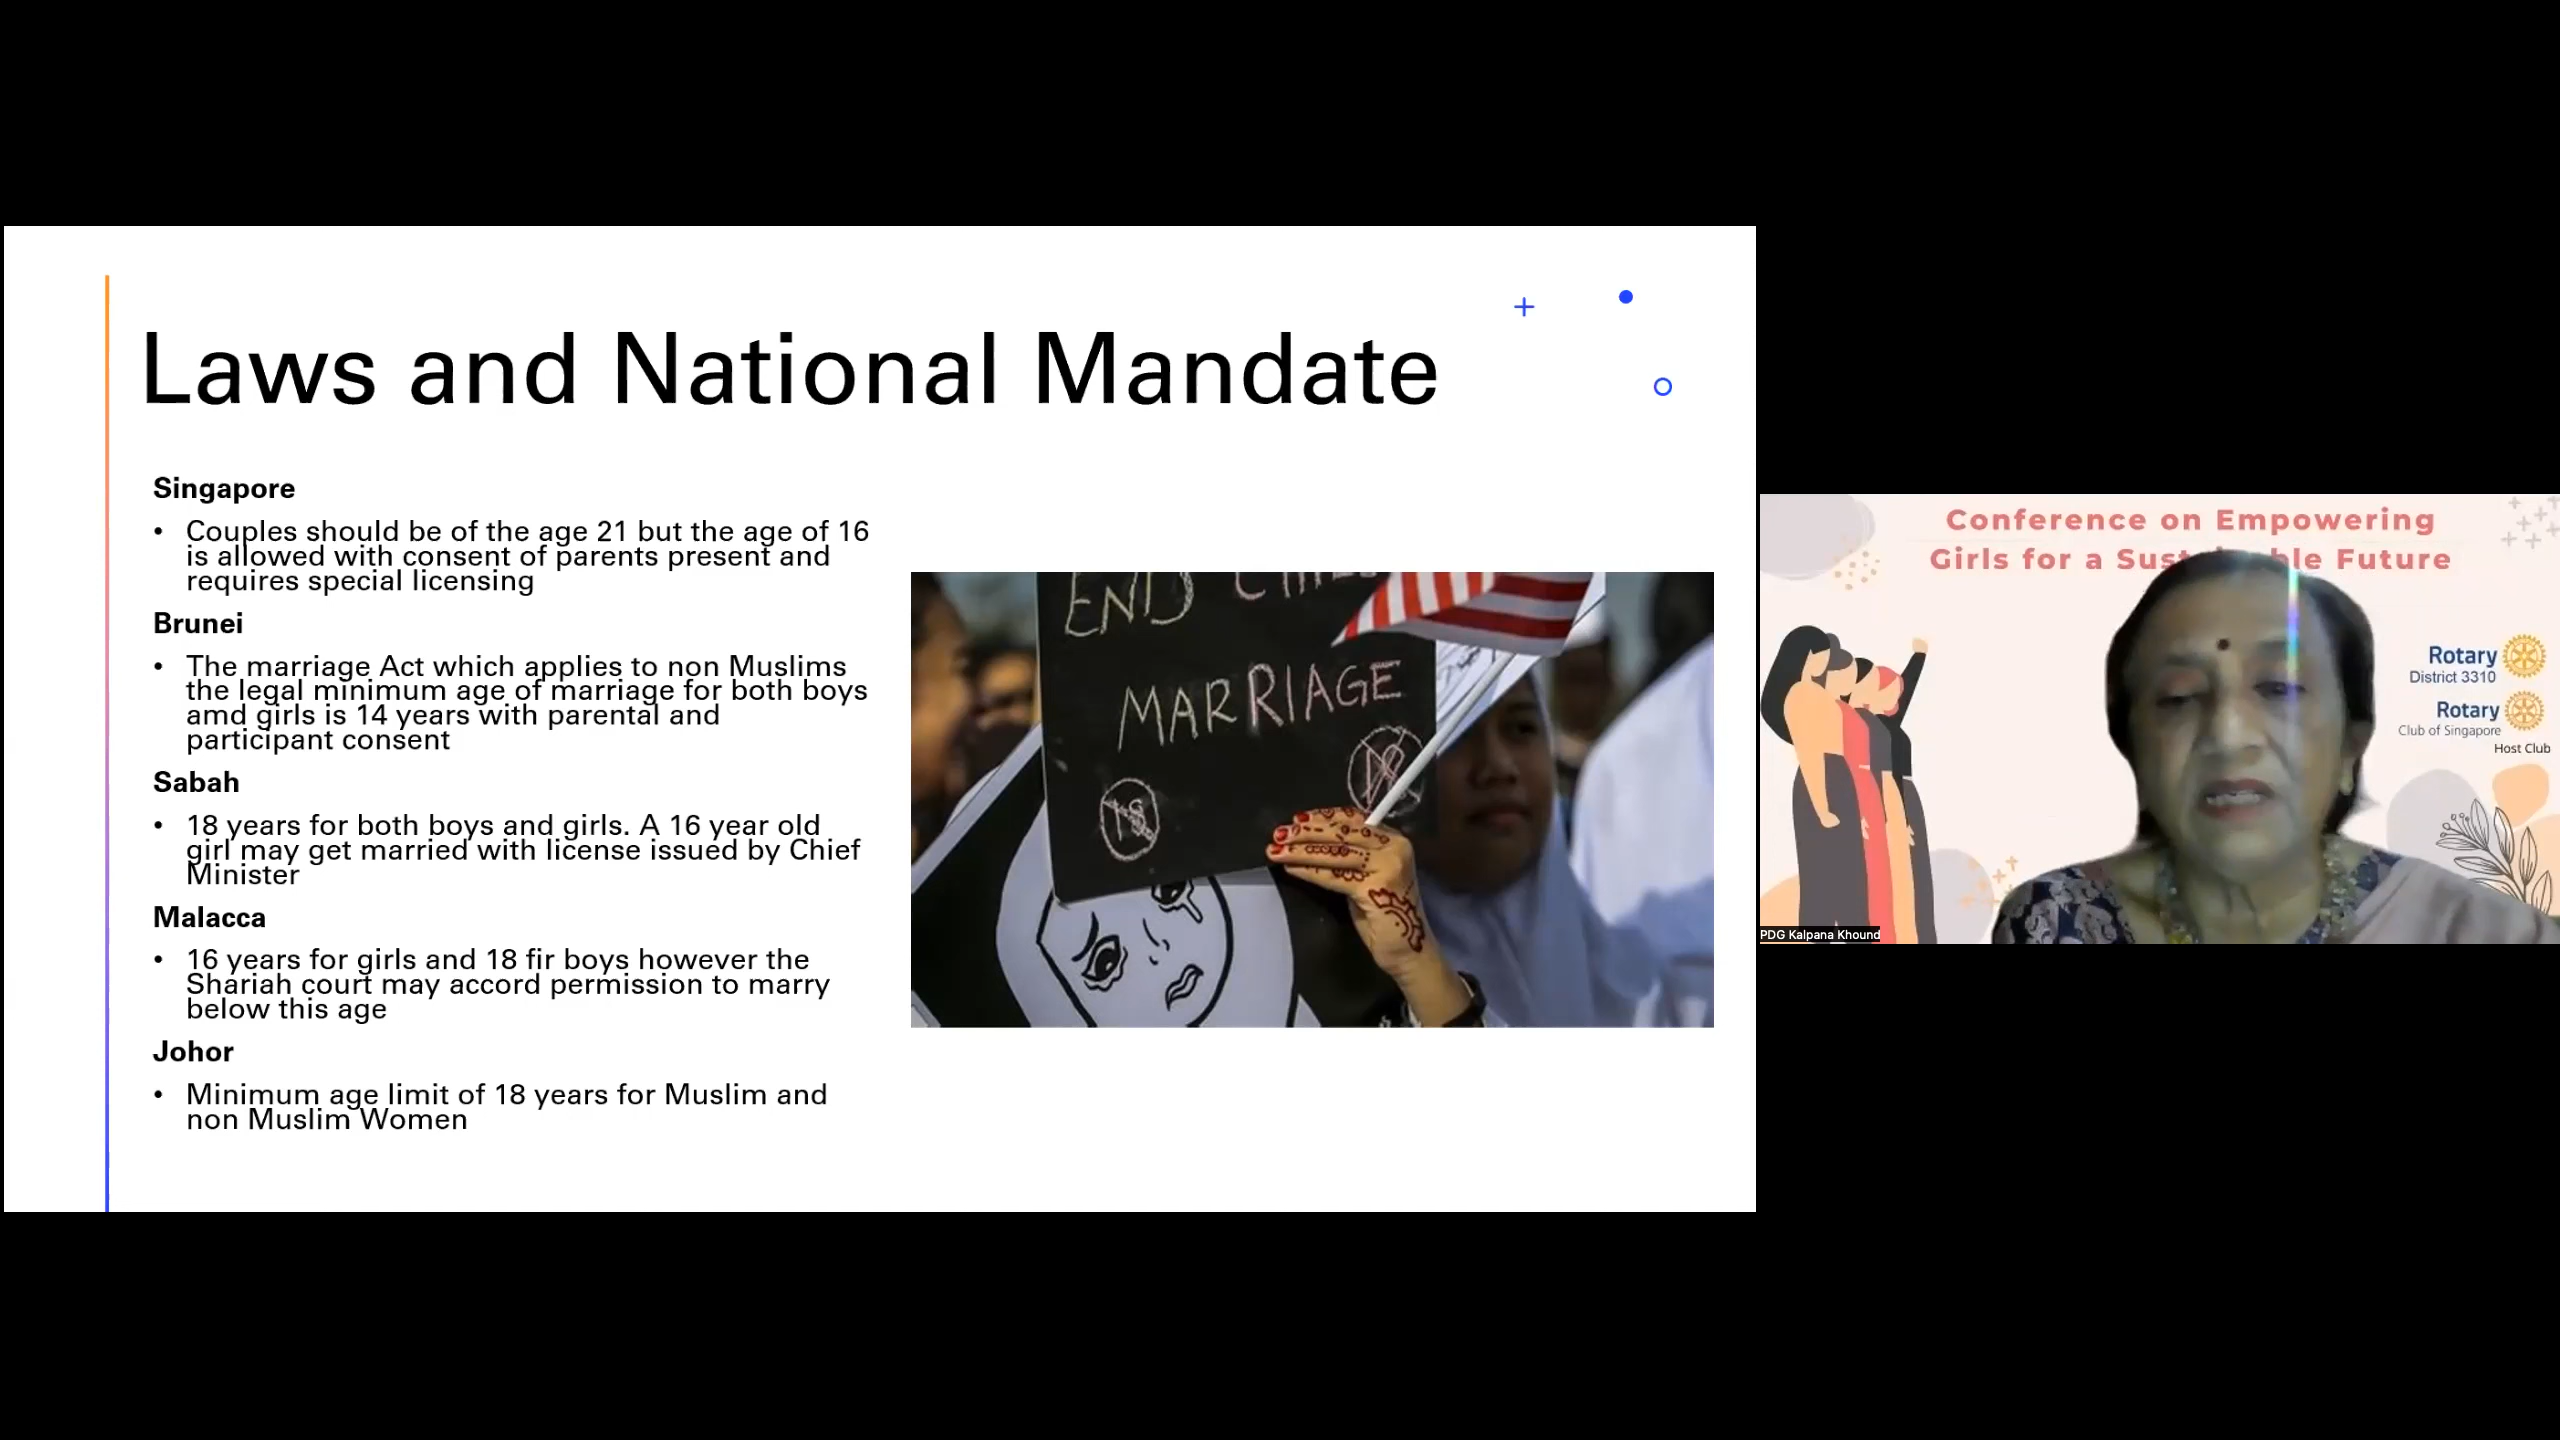 Laws and National Mandate
Singapore
• Couples should be of the age 21 but the age of 16
is allowed with consent of parents present and
requires special licensing
Brunei
• The marriage Act which applies to non Muslims
the legal minimum age of marriage for both boys
amd girls is 14 years with parental and
participant consent
Sabah
• 18 years for both boys and girls. A 16 year old
girl may get married with license issued by Chief
Minister
Malacca
• 16 years for girls and 18 fir boys however the
Shariah court may accord permission to marry
below this age
Johor
• Minimum age limit of 18 years for Muslim and
non Muslim Women
END
MARRIAGE
Conference on Empowering
Girls for a Future
Rotary
District 3310
Rotary
Club of Singapore
Host Club
PDG Kalpana Khound